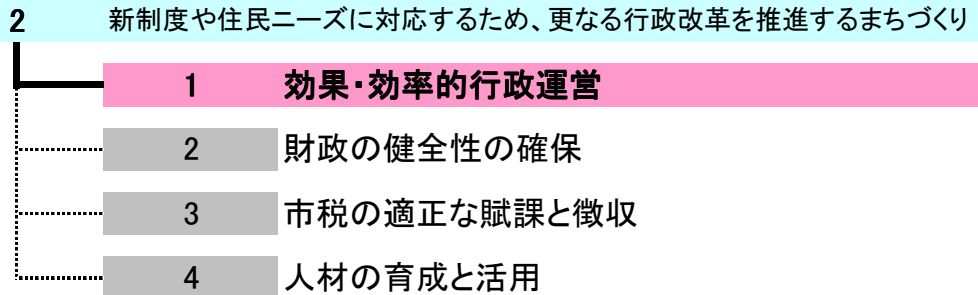 2 新制度や住民ニーズに対応するため、更なる行政改革を推進するまちづくり
1 効果・効率的行政運営
2 財政の健全性の確保
3 市税の適正な賦課と徴収
4 人材の育成と活用